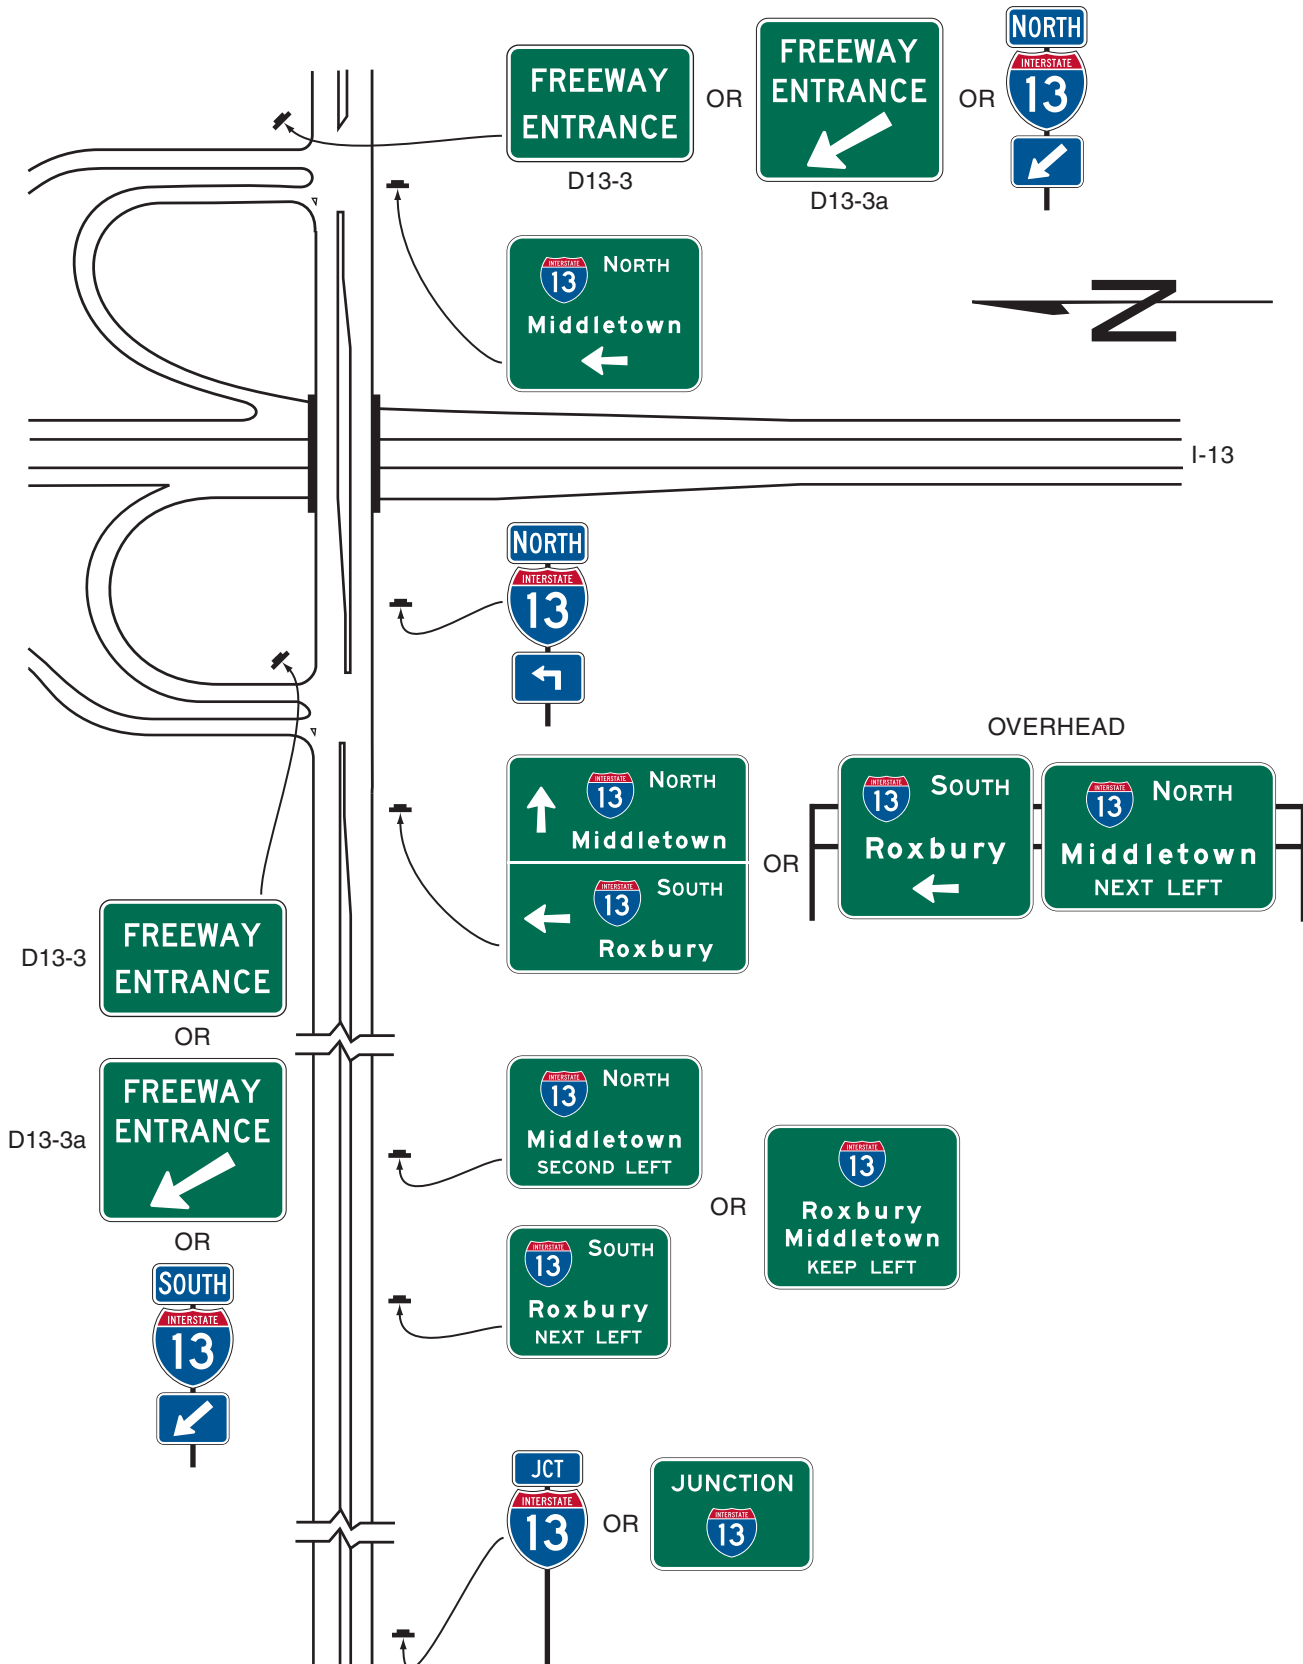 FREEWAY
ENTRANCE
D13-3
OR
FREEWAY
ENTRANCE
D13-3a
OR
NORTH
INTERSTATE
13
INTERSTATE
13
NORTH
Middletown
N
I-13
NORTH
INTERSTATE
13
INTERSTATE
13
NORTH
Middletown
INTERSTATE
13
SOUTH
Roxbury
OR
OVERHEAD
INTERSTATE
13
SOUTH
Roxbury
INTERSTATE
13
NORTH
Middletown
NEXT LEFT
D13-3
FREEWAY
ENTRANCE
OR
D13-3a
FREEWAY
ENTRANCE
OR
SOUTH
INTERSTATE
13
INTERSTATE
13
NORTH
Middletown
SECOND LEFT
INTERSTATE
13
SOUTH
Roxbury
NEXT LEFT
OR
INTERSTATE
13
Roxbury
Middletown
KEEP LEFT
JCT
INTERSTATE
13
OR
JUNCTION
INTERSTATE
13